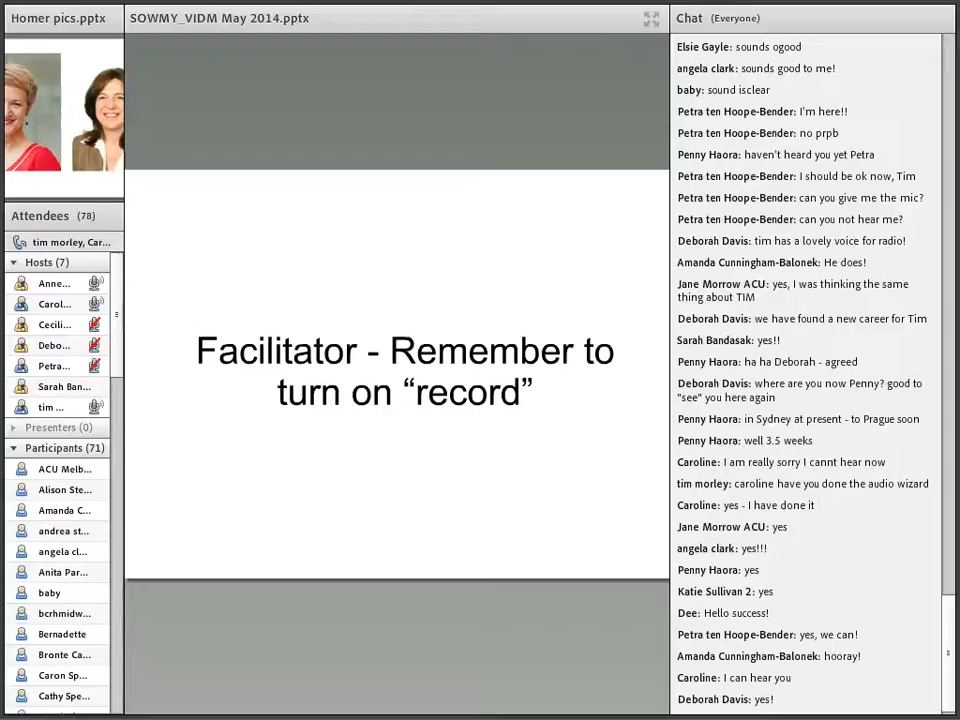 Homer pics.pptx
SOWMY_VIDM May 2014.pptx
Attendees (78)
tim morley, Car...
Hosts (7)
Anne...
Carol...
Cecili...
Debo...
Petra...
Sarah Ban...
tim ...
Presenters (0)
Participants (71)
ACU Melb...
Alison Ste...
Amanda C...
andrea st...
angela cl...
Anita Par...
baby
bcrhmidw...
Bernadette
Bronte Ca...
Caron Sp...
Cathy Spe...
Facilitator - Remember to
turn on “record”
Chat (Everyone)
Elsie Gayle: sounds ogood
angela clark: sounds good to me!
baby: sound isclear
Petra ten Hoope-Bender: I'm here!!
Petra ten Hoope-Bender: no prpb
Penny Haora: haven't heard you yet Petra
Petra ten Hoope-Bender: I should be ok now, Tim
Petra ten Hoope-Bender: can you give me the mic?
Petra ten Hoope-Bender: can you not hear me?
Deborah Davis: tim has a lovely voice for radio!
Amanda Cunningham-Balonek: He does!
Jane Morrow ACU: yes, I was thinking the same
thing about TIM
Deborah Davis: we have found a new career for Tim
Sarah Bandasak: yes!!
Penny Haora: ha ha Deborah - agreed
Deborah Davis: where are you now Penny? good to
"see" you here again
Penny Haora: in Sydney at present - to Prague soon
Penny Haora: well 3.5 weeks
Caroline: I am really sorry I cannt hear now
tim morley: caroline have you done the audio wizard
Caroline: yes - I have done it
Jane Morrow ACU: yes
angela clark: yes!!!
Penny Haora: yes
Katie Sullivan 2: yes
Dee: Hello success!
Petra ten Hoope-Bender: yes, we can!
Amanda Cunningham-Balonek: hooray!
Caroline: I can hear you
Deborah Davis: yes!